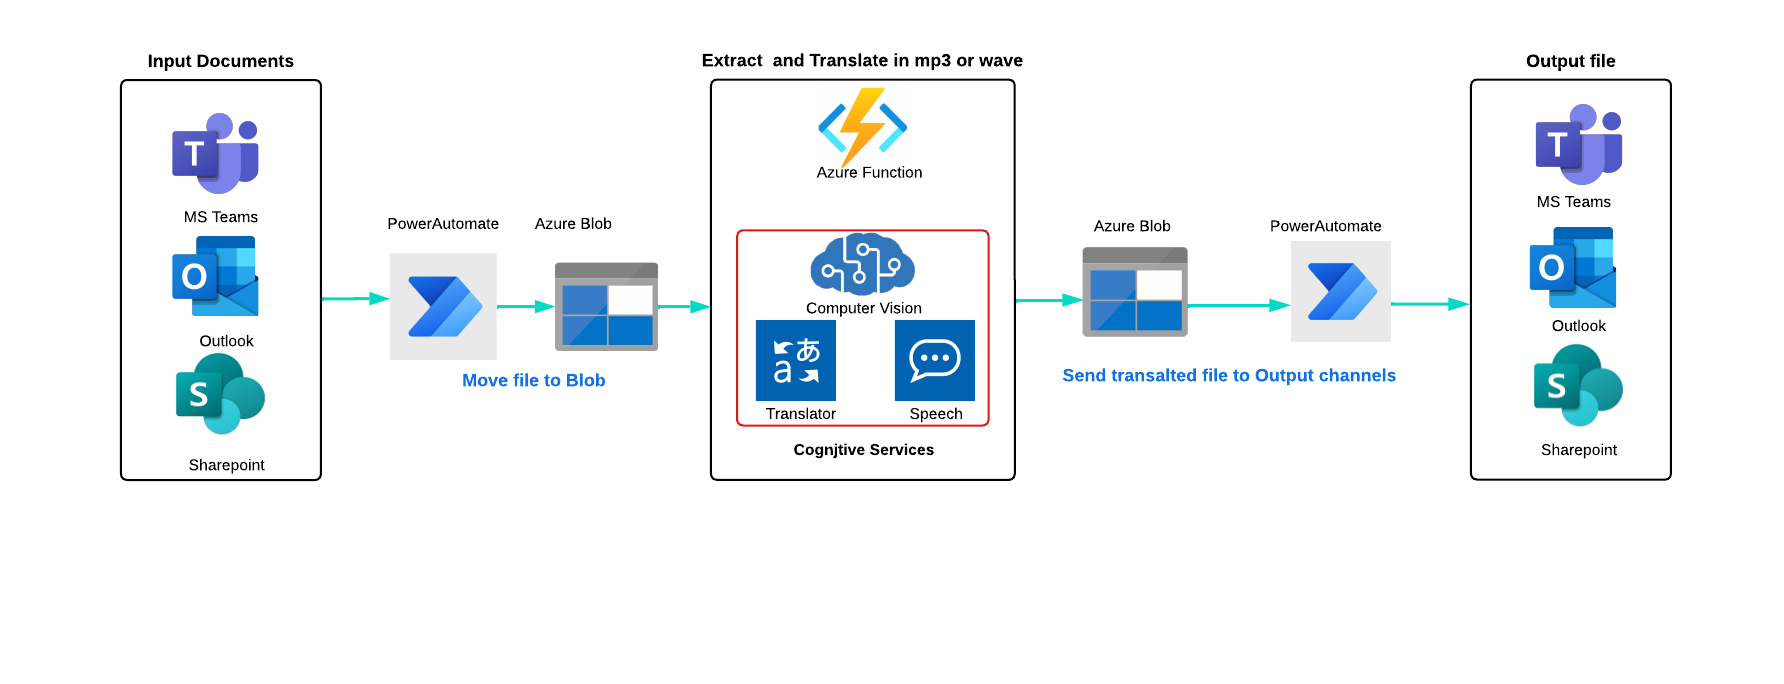 Input Documents
T
MS Teams
O
Outlook
S
Sharepoint
PowerAutomate
Azure Blob
Move file to Blob
Extract and Translate in mp3 or wave
Azure Function
Computer Vision
a あ
Translator
Speech
Cognjtive Services
Azure Blob
PowerAutomate
Send transalted file to Output channels
Output file
T
MS Teams
O
Outlook
S
Sharepoint